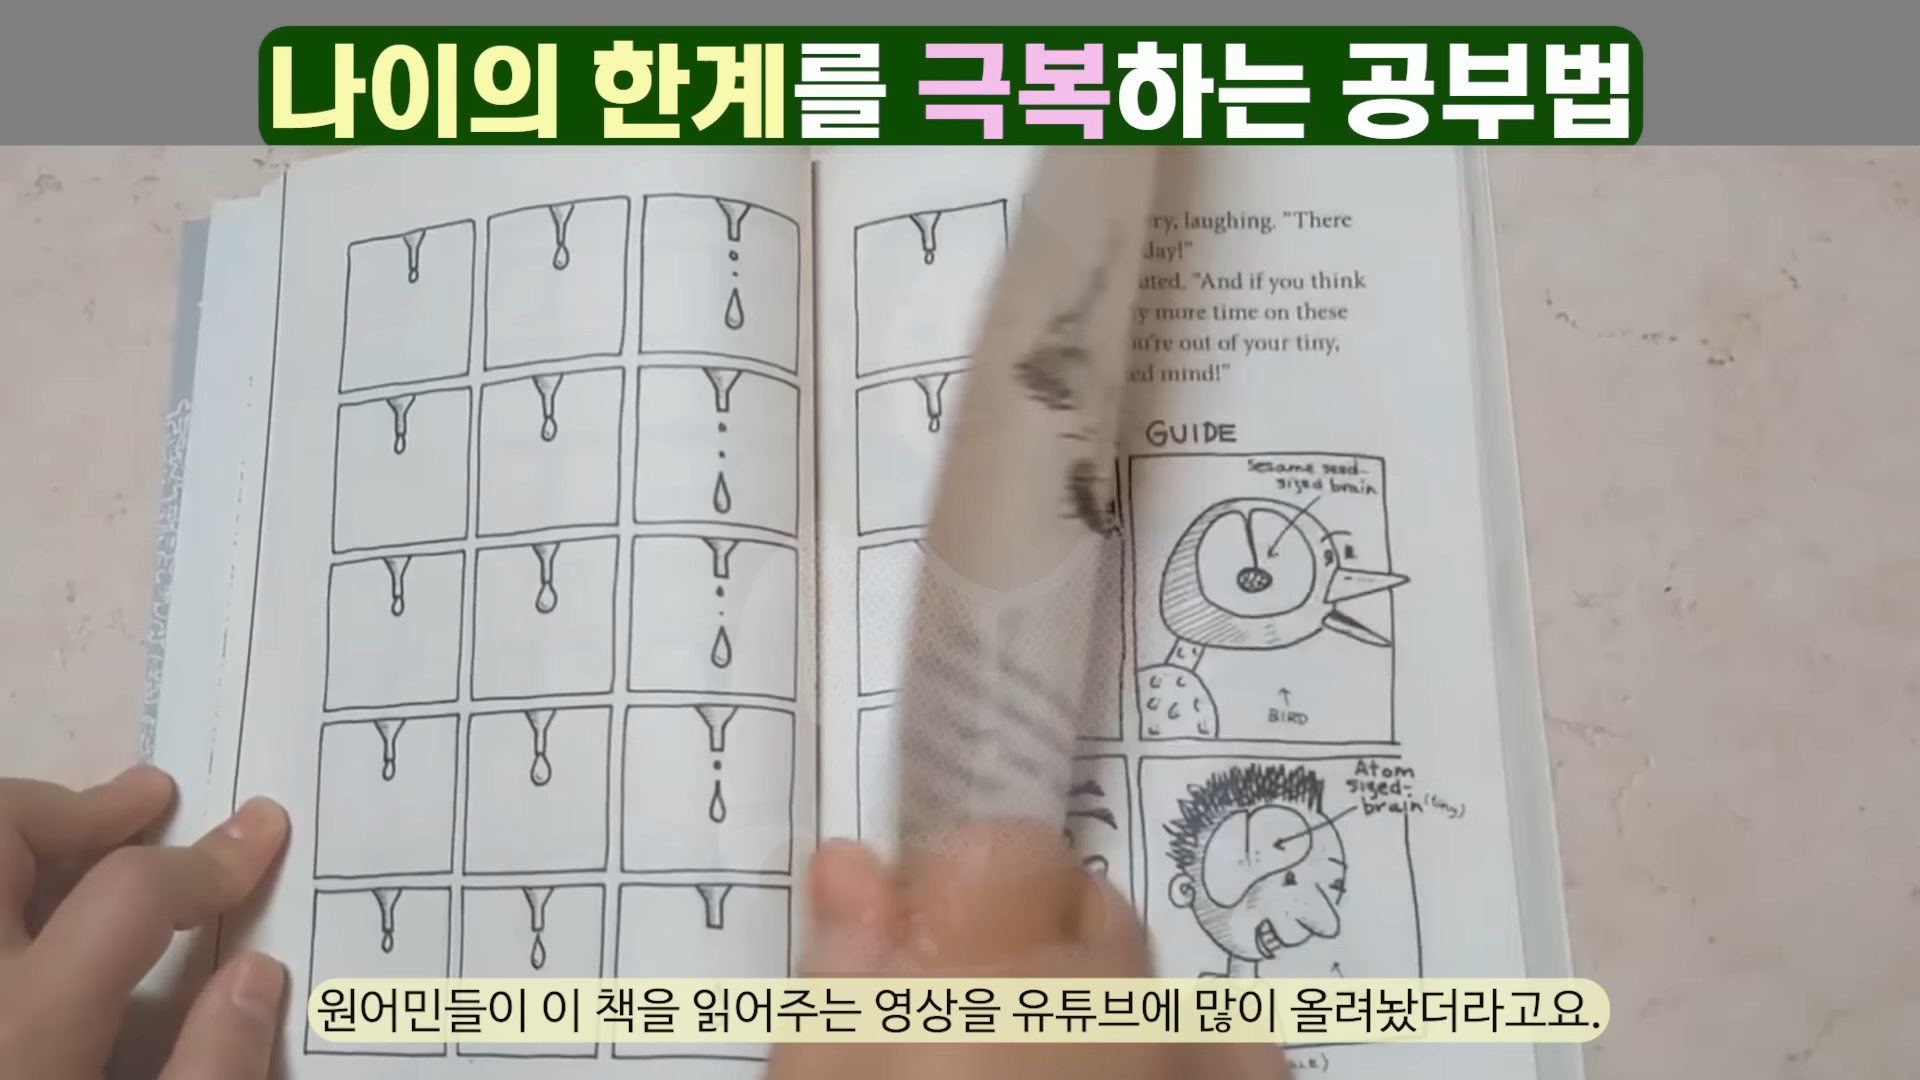 나이의 한계를 극복하는 공부법
ry, laughing. "There
day!"
ated. "And if you think
y more time on these
u're out of your tiny,
ed mind!"
GUIDE
Sesame seed-
sized brain
BIRD
Atom
sized-
brain (tiny)
원어민들이 이 책을 읽어주는 영상을 유튜브에 많이 올려놨더라고요.